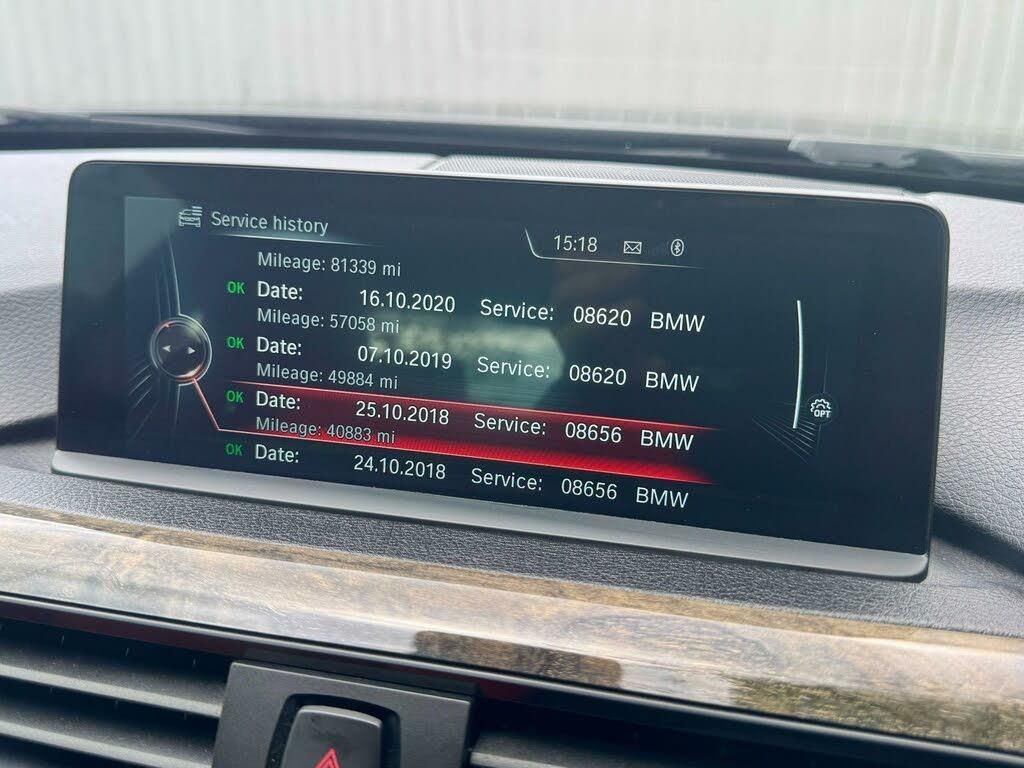 Service history
15:18
Mileage: 81339 mi
OK Date: 16.10.2020 Service: 08620 BMW
Mileage: 57058 mi
OK Date: 07.10.2019 Service: 08620 BMW
Mileage: 49884 mi
OK Date: 25.10.2018 Service: 08656 BMW
Mileage: 40883 mi
OK Date: 24.10.2018 Service: 08656 BMW
OPT